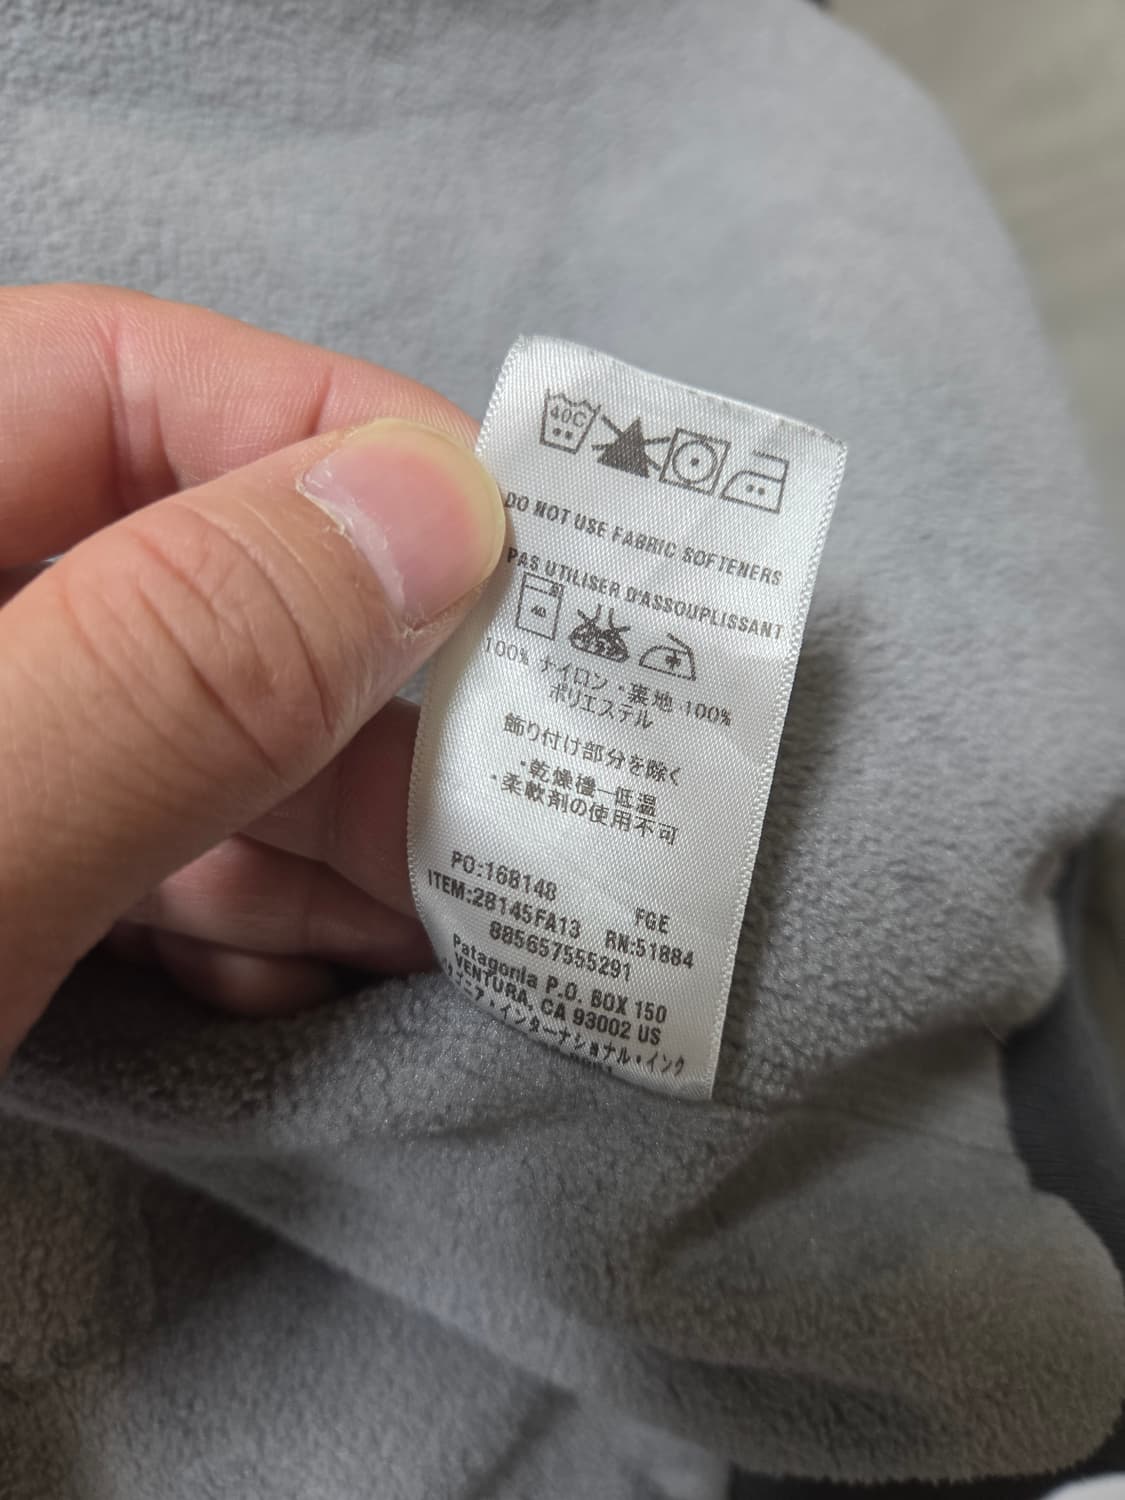 40C
DO NOT USE FABRIC SOFTENERS
PAS UTILISER D'ASSOUPLISSANT
40
100% ナイロン・裏地 100%
ポリエステル
飾り付け部分を除く
・乾燥機―低温
・柔軟剤の使用不可
PO:168148
ITEM:28145FA13 FGE
885657555291 RN:51884
Patagonia P.O. BOX 150
VENTURA, CA 93002 US
ニア・インターナショナル・インク